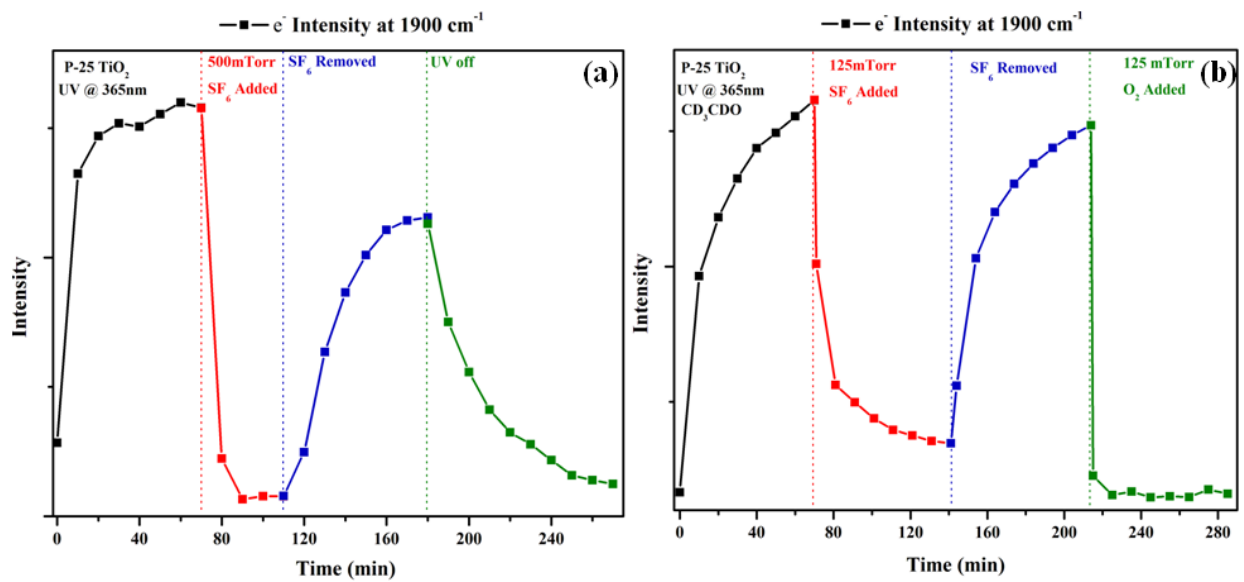 e⁻ Intensity at 1900 cm⁻¹
P-25 TiO₂
UV @ 365nm
500mTorr
SF₆ Added
SF₆ Removed
UV off
(a)
Intensity
0 40 80 120 160 200 240
Time (min)
e⁻ Intensity at 1900 cm⁻¹
P-25 TiO₂
UV @ 365nm
CD₃CDO
125mTorr
SF₆ Added
SF₆ Removed
125 mTorr
O₂ Added
(b)
Intensity
0 40 80 120 160 200 240 280
Time (min)